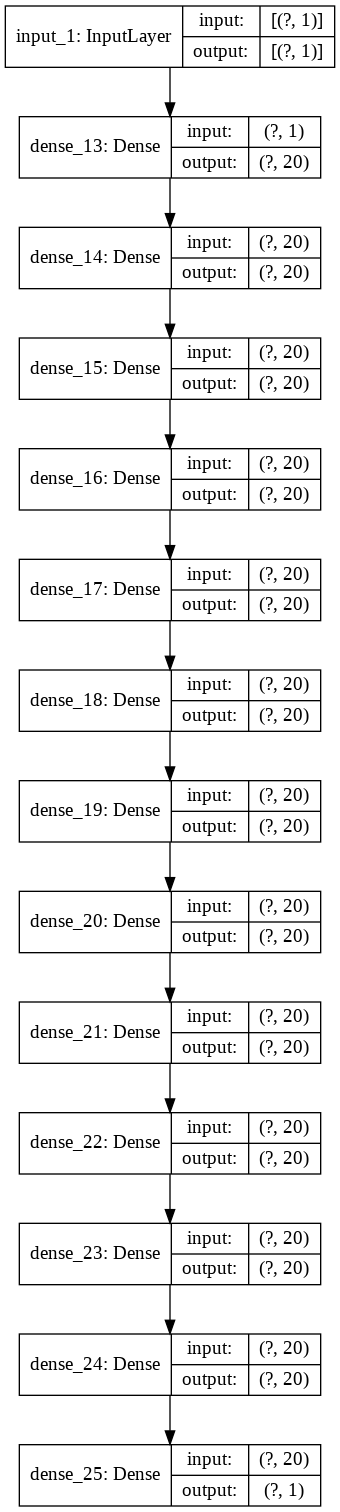 input_1: InputLayer
input: [(?, 1)]
output: [(?, 1)]
dense_13: Dense
input: (?, 1)
output: (?, 20)
dense_14: Dense
input: (?, 20)
output: (?, 20)
dense_15: Dense
input: (?, 20)
output: (?, 20)
dense_16: Dense
input: (?, 20)
output: (?, 20)
dense_17: Dense
input: (?, 20)
output: (?, 20)
dense_18: Dense
input: (?, 20)
output: (?, 20)
dense_19: Dense
input: (?, 20)
output: (?, 20)
dense_20: Dense
input: (?, 20)
output: (?, 20)
dense_21: Dense
input: (?, 20)
output: (?, 20)
dense_22: Dense
input: (?, 20)
output: (?, 20)
dense_23: Dense
input: (?, 20)
output: (?, 20)
dense_24: Dense
input: (?, 20)
output: (?, 20)
dense_25: Dense
input: (?, 20)
output: (?, 1)